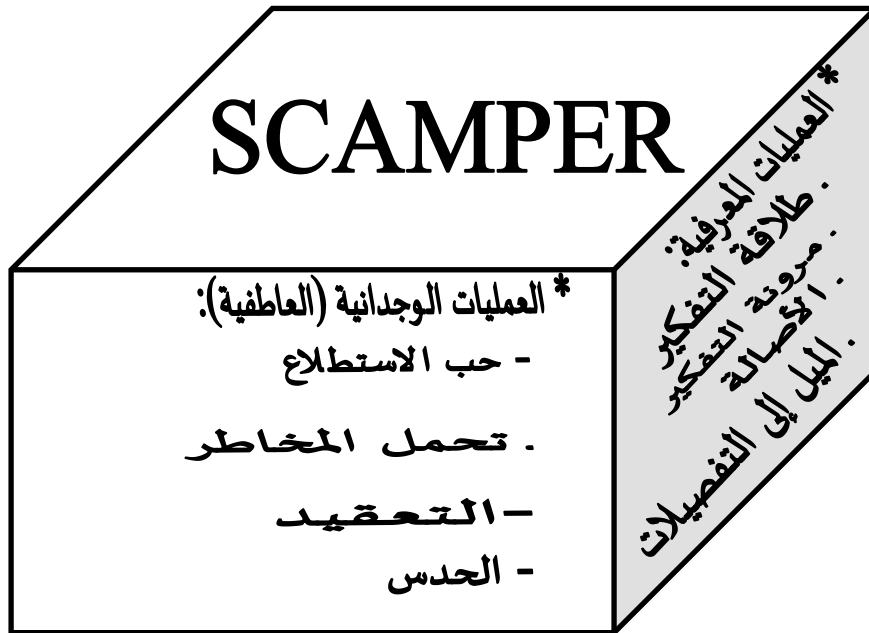 SCAMPER
* العمليات الوجدانية (العاطفية):
- حب الاستطلاع
. تحمل المخاطر
- التعقيد
- الحدس
* العمليات المعرفية:
. طلاقة التفكير
. مرونة التفكير
. الأصالة
. الميل إلى التفصيلات